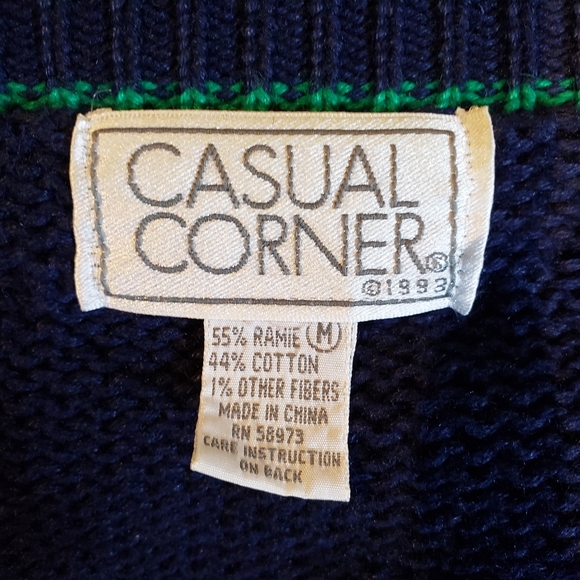 CASUAL
CORNER®
©1993
55% RAMIE M
44% COTTON
1% OTHER FIBERS
MADE IN CHINA
RN 58973
CARE INSTRUCTION
ON BACK